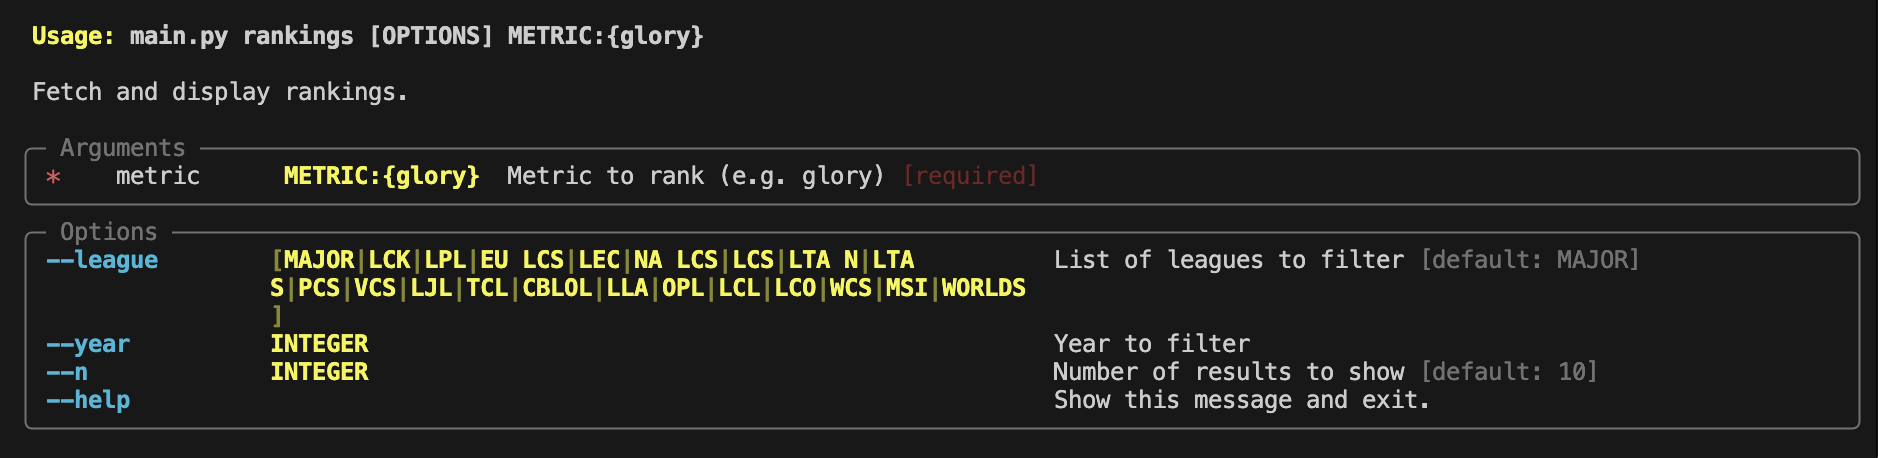 Usage: main.py rankings [OPTIONS] METRIC:{glory}
Fetch and display rankings.
Arguments
* metric METRIC:{glory} Metric to rank (e.g. glory) [required]
Options
--league [MAJOR|LCK|LPL|EU LCS|LEC|NA LCS|LCS|LTA N|LTA List of leagues to filter [default: MAJOR]
S|PCS|VCS|LJL|TCL|CBLOL|LLA|OPL|LCL|LCO|WCS|MSI|WORLDS
]
--year INTEGER Year to filter
--n INTEGER Number of results to show [default: 10]
--help Show this message and exit.